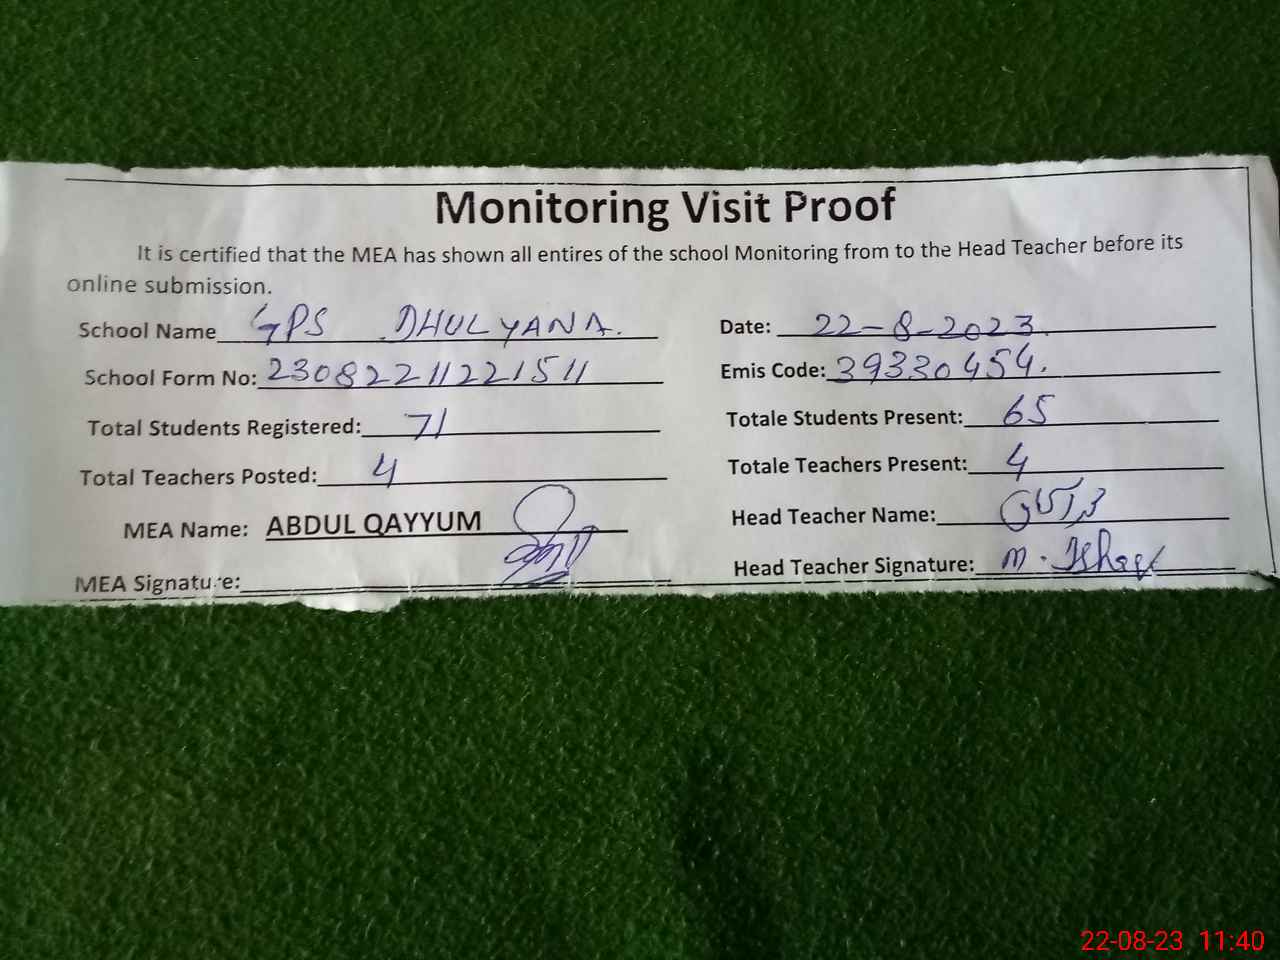 Monitoring Visit Proof
It is certified that the MEA has shown all entires of the school Monitoring from to the Head Teacher before its
online submission.
School Name GPS DHULYANA. Date: 22-8-2023.
School Form No: 23082211221511 Emis Code: 39330454.
Total Students Registered: 71 Totale Students Present: 65
Total Teachers Posted: 4 Totale Teachers Present: 4
MEA Name: ABDUL QAYYUM Head Teacher Name:
MEA Signature: Head Teacher Signature: M. Ishaq
22-08-23 11:40